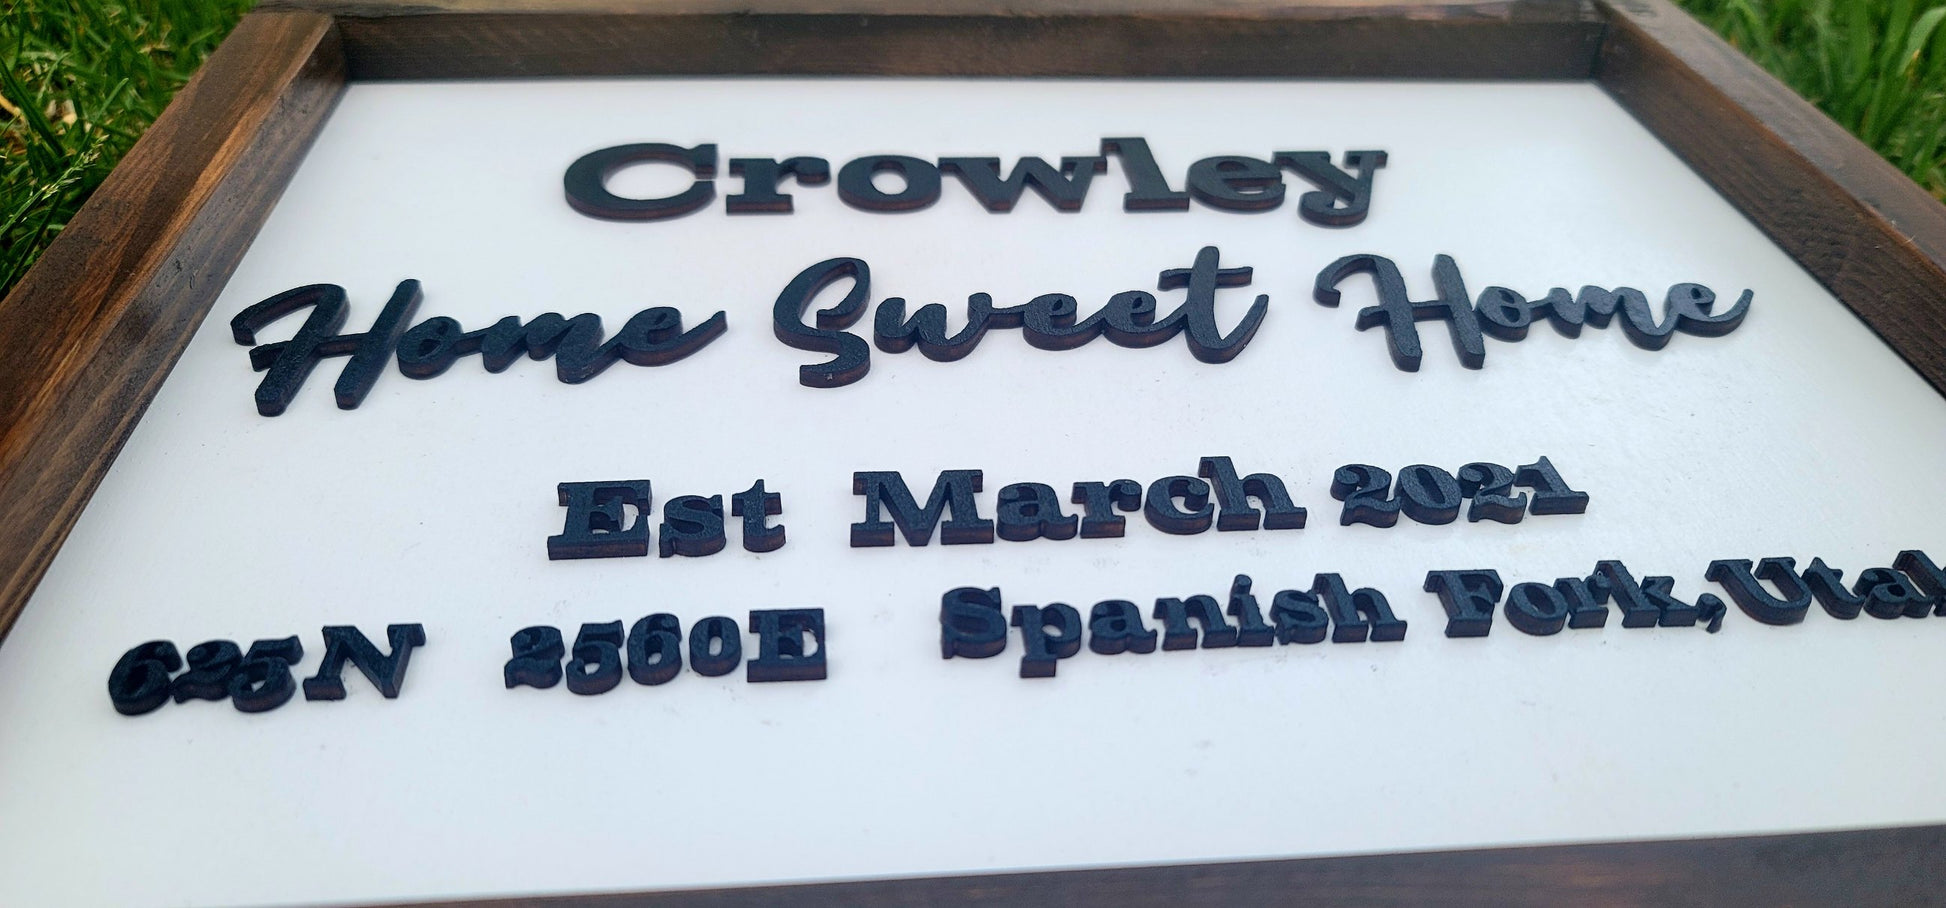 Crowley
Home Sweet Home
Est March 2021
625N 2560E Spanish Fork, Utah